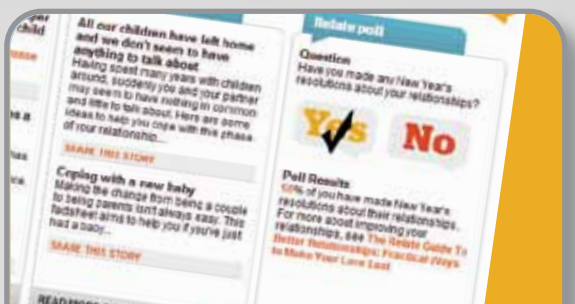 child
All our children have left home
and we don't seem to have
anything to talk about
Having spent many years with children
around, suddenly you and your partner
may seem to have nothing in common
and little to talk about. Here are some
ideas to help you cope with this phase
of your relationship...
SHARE THIS STORY
Coping with a new baby
Making the change from being a couple
to being parents isn't always easy. This
factsheet aims to help you if you've just
had a baby...
SHARE THIS STORY
READ MORE
Relate poll
Question
Have you made any New Year's
resolutions about your relationships?
Yes
No
Poll Results
% of you have made New Year's
resolutions about their relationships.
For more about improving your
relationships, see The Relate Guide To
Better Relationships: Practical Ways
to Make Your Love Last